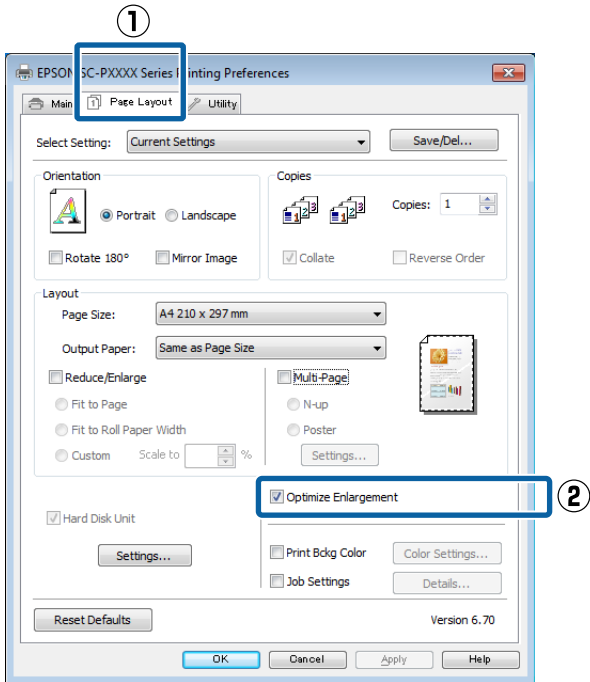 1
EPSON SC-PXXXX Series Printing Preferences
Main Page Layout Utility
Select Setting: Current Settings Save/Del...
Orientation Copies
Portrait Landscape Copies: 1
Rotate 180° Mirror Image Collate Reverse Order
Layout
Page Size: A4 210 x 297 mm
Output Paper: Same as Page Size
Reduce/Enlarge Multi-Page
Fit to Page N-up
Fit to Roll Paper Width Poster
Custom Scale to % Settings...
Optimize Enlargement 2
Hard Disk Unit
Settings... Print Bckg Color Color Settings...
Job Settings Details...
Reset Defaults Version 6.70
OK Cancel Apply Help